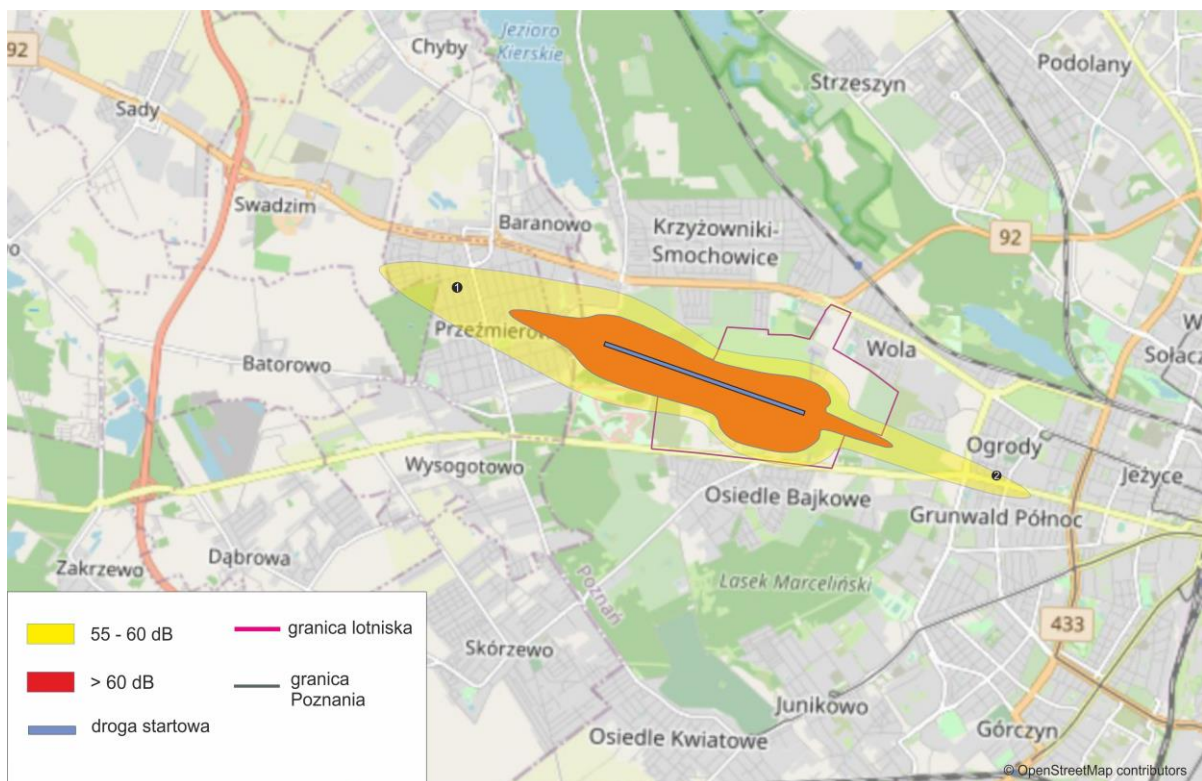 92
Sady
Chyby
Jezioro
Kierskie
Strzeszyn
Podolany
Swadzim
Baranowo
Krzyżowniki-
Smochowice
92
1
Batorowo
Wola
Wysogotowo
Osiedle Bajkowe
Ogrody
2
Jeżyce
Grunwald Północ
Zakrzewo
Dąbrowa
Poznań
Lasek Marceliński
433
Skórzewo
Junikowo
Osiedle Kwiatowe
Górczyn
55 - 60 dB
granica lotniska
> 60 dB
granica
Poznania
droga startowa
© OpenStreetMap contributors